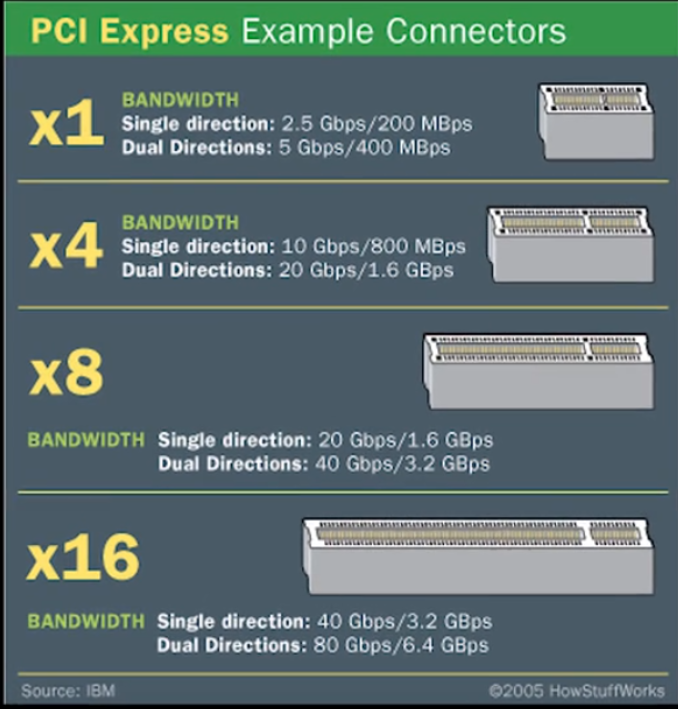 PCI Express Example Connectors
x1
BANDWIDTH
Single direction: 2.5 Gbps/200 MBps
Dual Directions: 5 Gbps/400 MBps
x4
BANDWIDTH
Single direction: 10 Gbps/800 MBps
Dual Directions: 20 Gbps/1.6 GBps
x8
BANDWIDTH Single direction: 20 Gbps/1.6 GBps
Dual Directions: 40 Gbps/3.2 GBps
x16
BANDWIDTH Single direction: 40 Gbps/3.2 GBps
Dual Directions: 80 Gbps/6.4 GBps
Source: IBM ©2005 HowStuffWorks